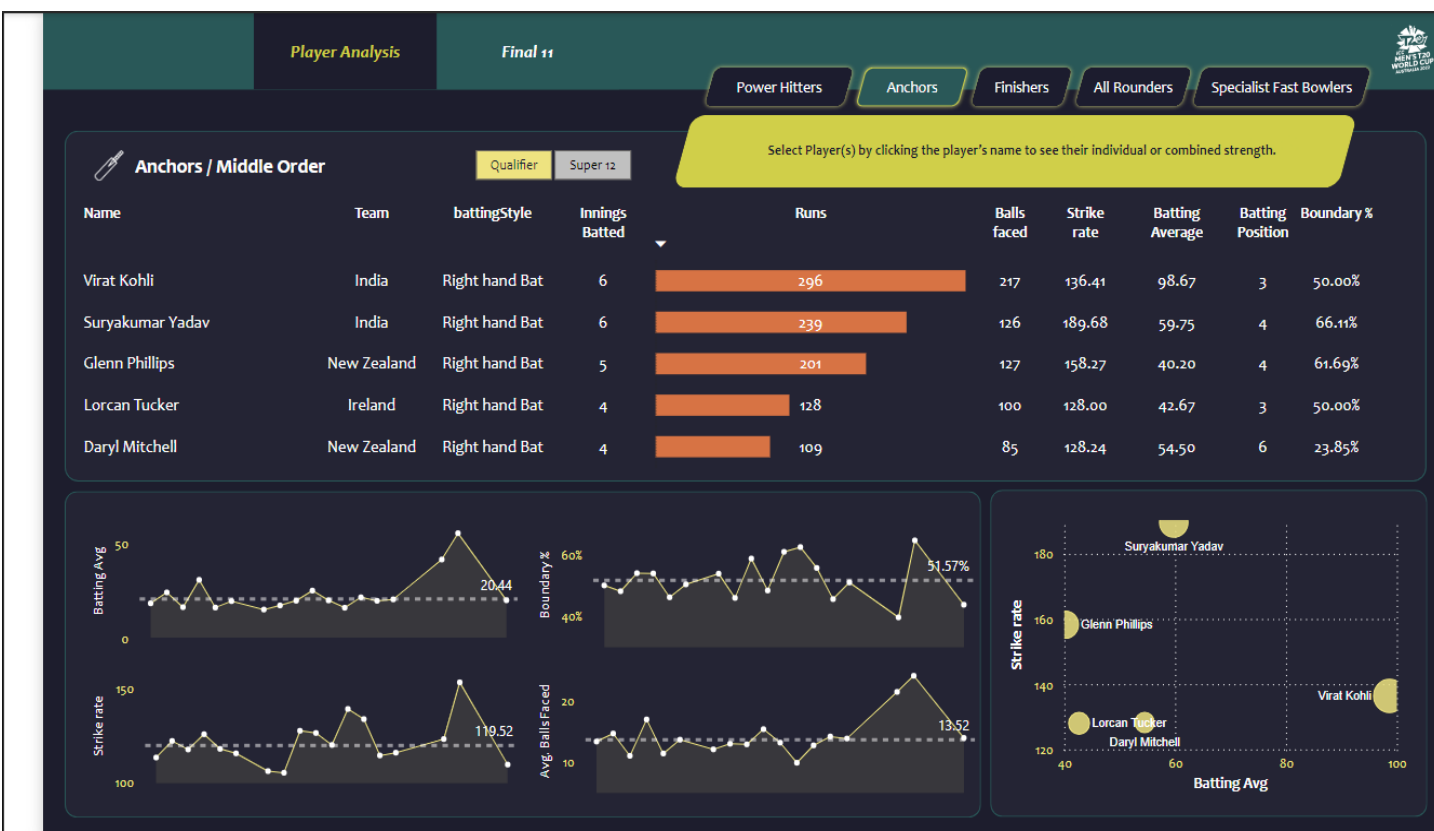 Player Analysis
Final 11
T20
ICC
MEN'S T20
WORLD CUP
Power Hitters
Anchors
Finishers
All Rounders
Specialist Fast Bowlers
Select Player(s) by clicking the player's name to see their individual or combined strength.
Anchors / Middle Order
Qualifier
Super 12
Name Team battingStyle Innings Batted Runs Balls faced Strike rate Batting Average Batting Position Boundary %
Virat Kohli India Right hand Bat 6 296 217 136.41 98.67 3 50.00%
Suryakumar Yadav India Right hand Bat 6 239 126 189.68 59.75 4 66.11%
Glenn Phillips New Zealand Right hand Bat 5 201 127 158.27 40.20 4 61.69%
Lorcan Tucker Ireland Right hand Bat 4 128 100 128.00 42.67 3 50.00%
Daryl Mitchell New Zealand Right hand Bat 4 109 85 128.24 54.50 6 23.85%
Batting Avg
50
0
20.44
Boundary %
60%
40%
51.57%
Strike rate
150
100
119.52
Avg. Balls Faced
20
10
13.52
Strike rate
180
160
140
120
Suryakumar Yadav
Glenn Phillips
Virat Kohli
Lorcan Tucker
Daryl Mitchell
40 60 80 100
Batting Avg